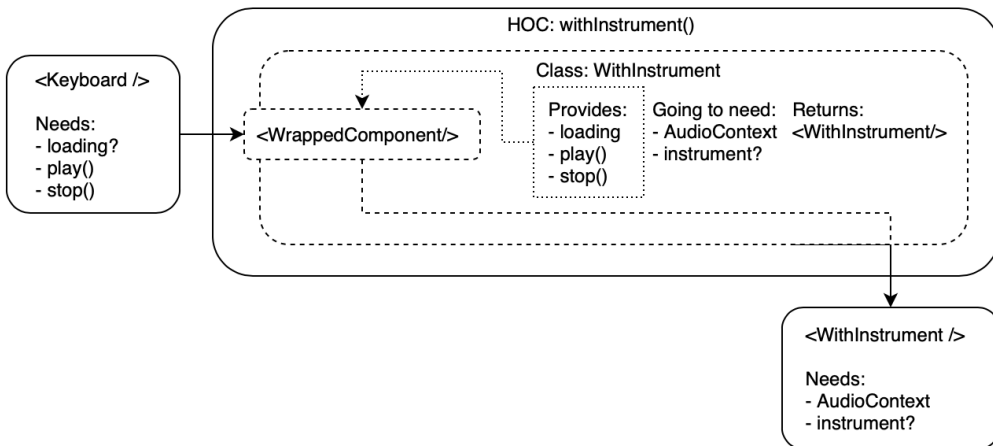 HOC: withInstrument()
<Keyboard />
Needs:
- loading?
- play()
- stop()
Class: WithInstrument
<WrappedComponent/>
Provides:
- loading
- play()
- stop()
Going to need:
- AudioContext
- instrument?
Returns:
<WithInstrument/>
<WithInstrument />
Needs:
- AudioContext
- instrument?